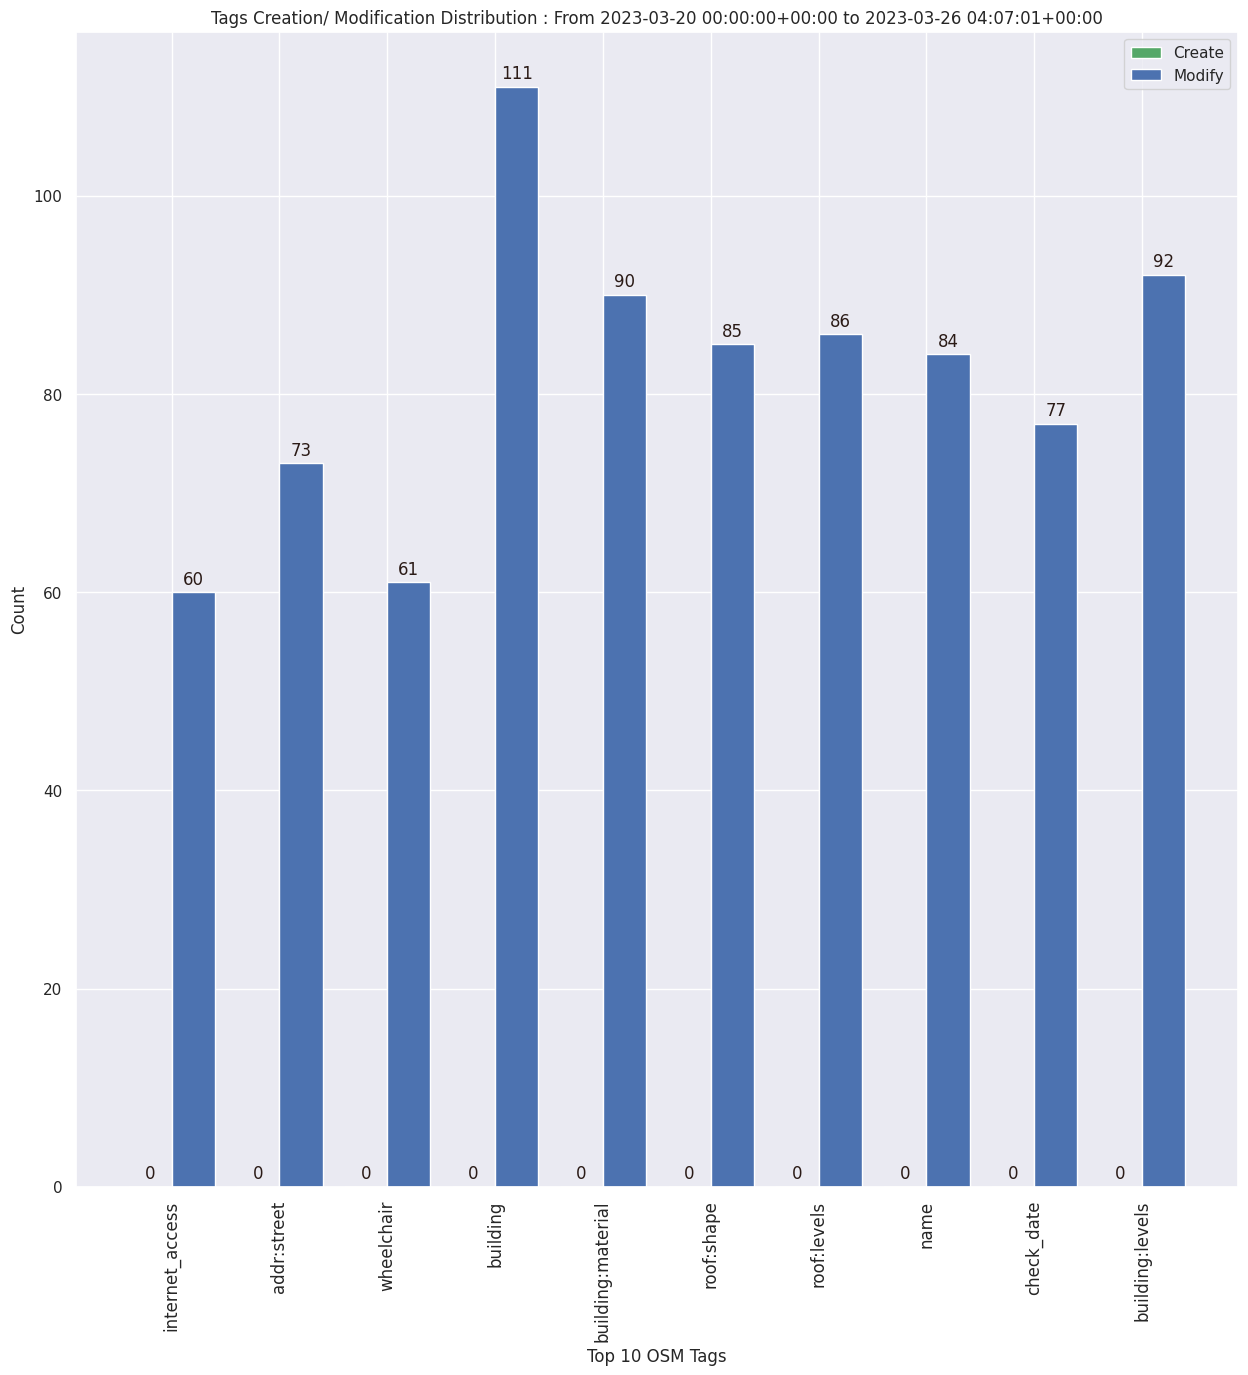 Tags Creation/ Modification Distribution : From 2023-03-20 00:00:00+00:00 to 2023-03-26 04:07:01+00:00
Create
Modify
Count
100
80
60
40
20
0
60
73
61
111
90
85
86
84
77
92
0 0 0 0 0 0 0 0 0 0
internet_access
addr:street
wheelchair
building
building:material
roof:shape
roof:levels
name
check_date
building:levels
Top 10 OSM Tags